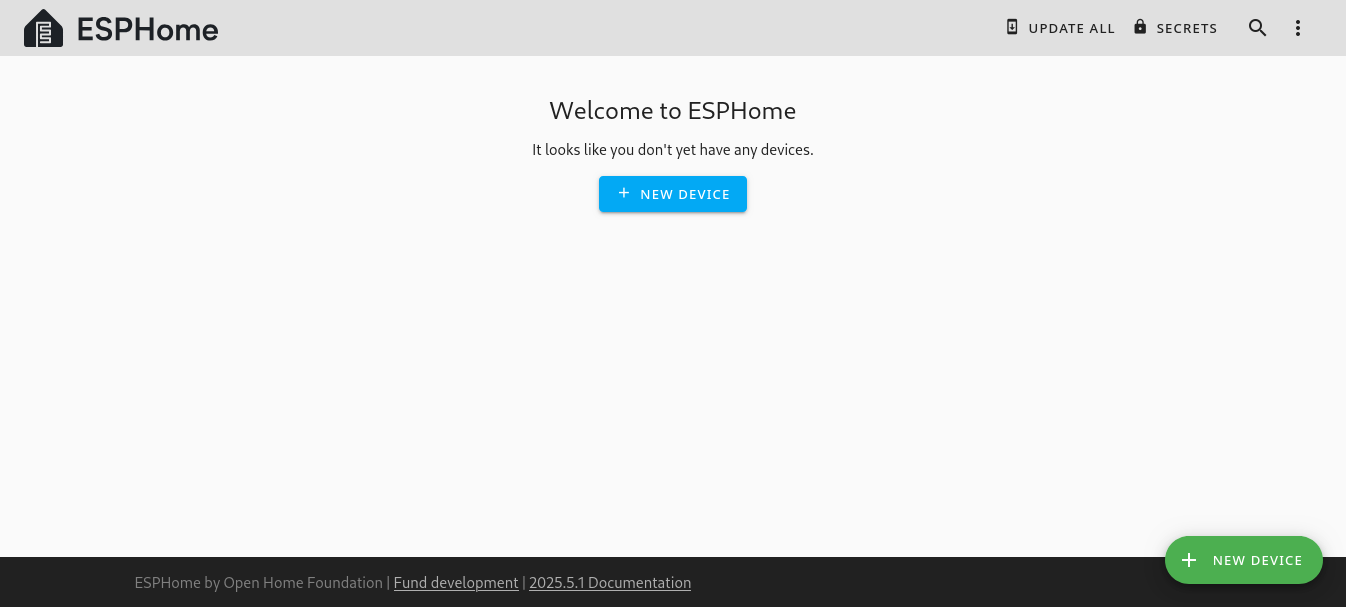 ESPHome
UPDATE ALL
SECRETS
Welcome to ESPHome
It looks like you don't yet have any devices.
NEW DEVICE
NEW DEVICE
ESPHome by Open Home Foundation | Fund development | 2025.5.1 Documentation